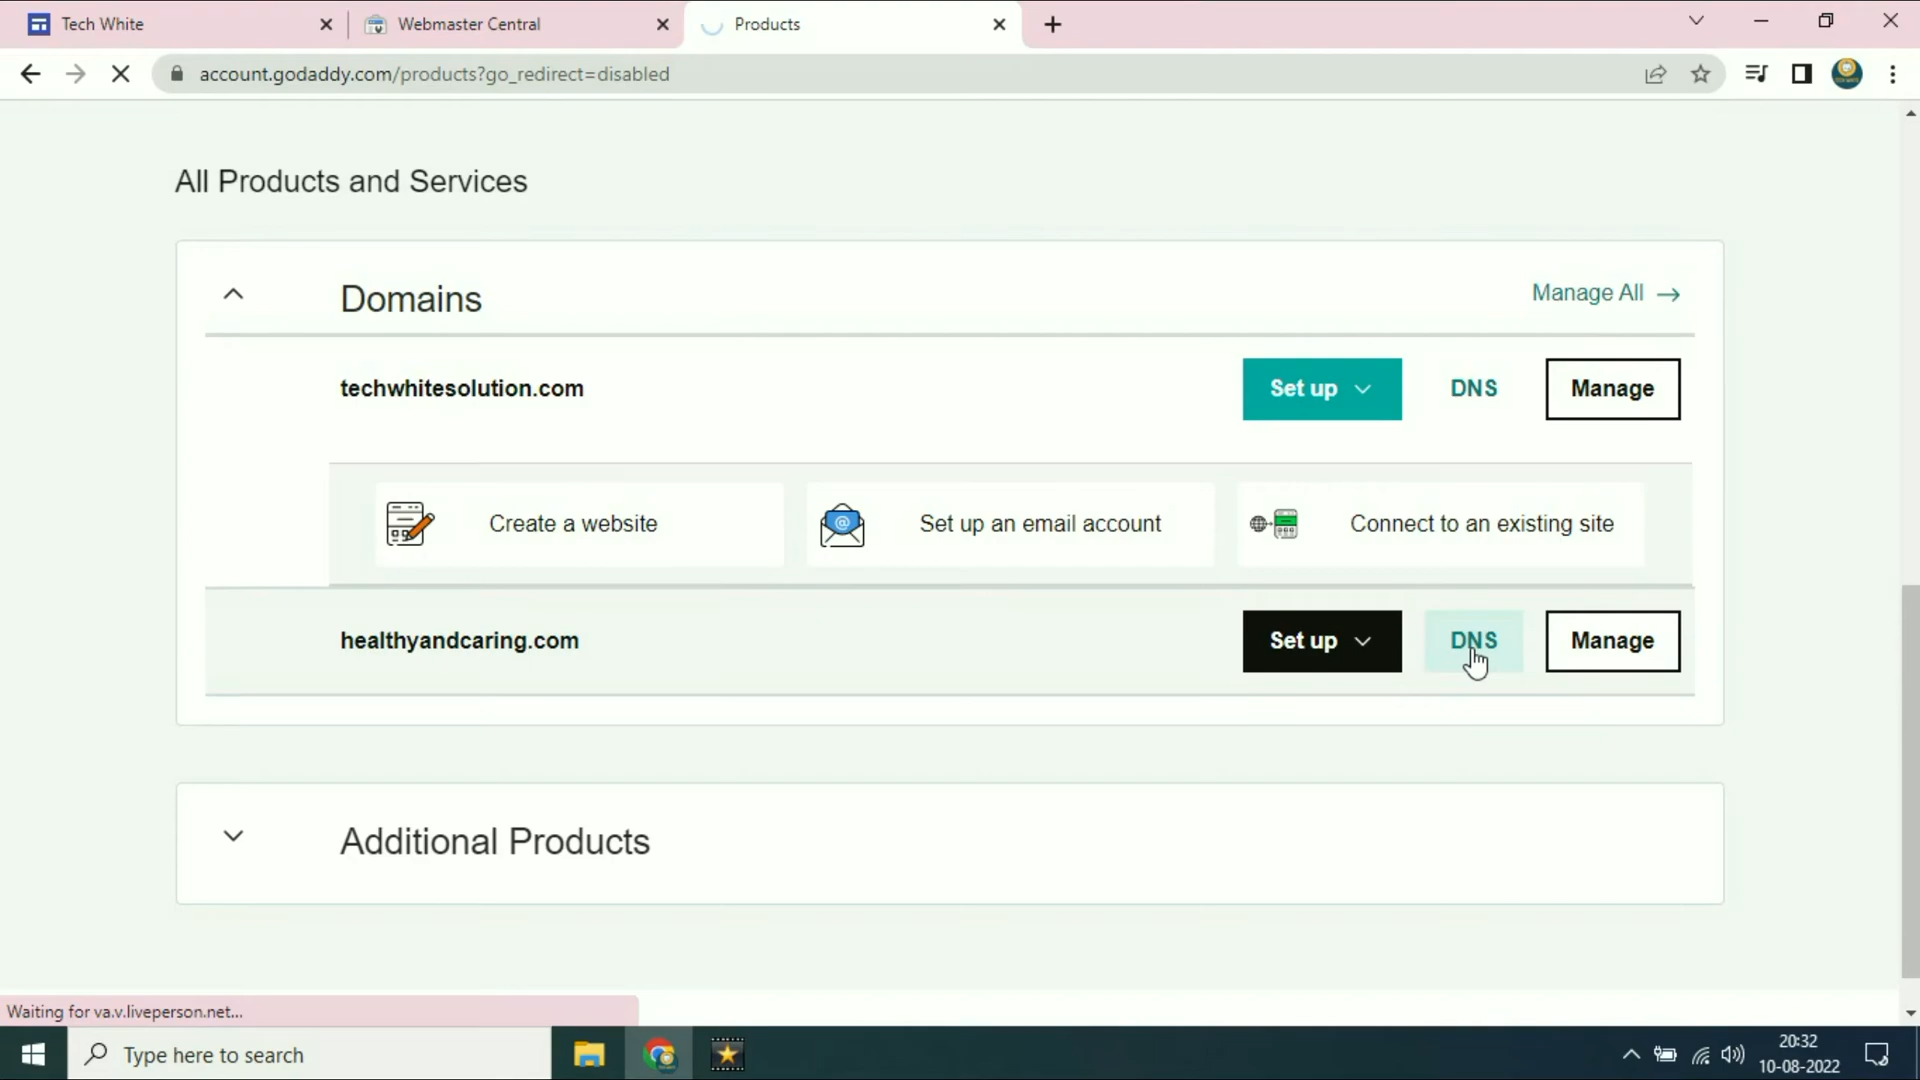 Tech White
Webmaster Central
Products
account.godaddy.com/products?go_redirect=disabled
All Products and Services
Domains
Manage All →
techwhitesolution.com
Set up
DNS
Manage
Create a website
Set up an email account
Connect to an existing site
healthyandcaring.com
Set up
DNS
Manage
Additional Products
Waiting for va.v.liveperson.net...
Type here to search
20:32
10-08-2022